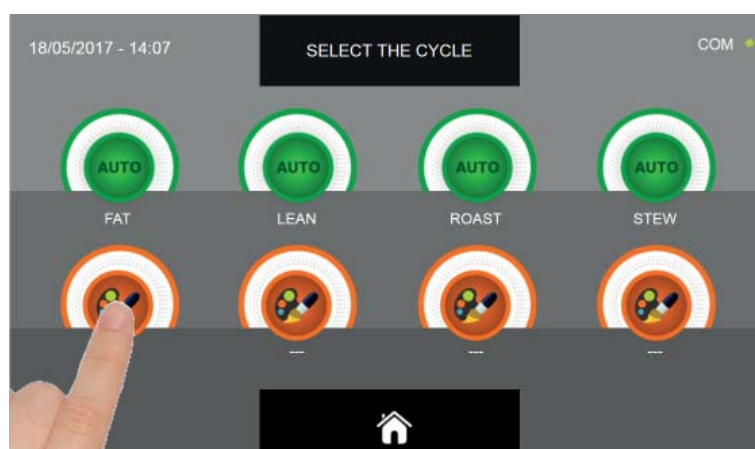 18/05/2017 - 14:07
SELECT THE CYCLE
COM
AUTO AUTO AUTO AUTO
FAT LEAN ROAST STEW
--- --- ---